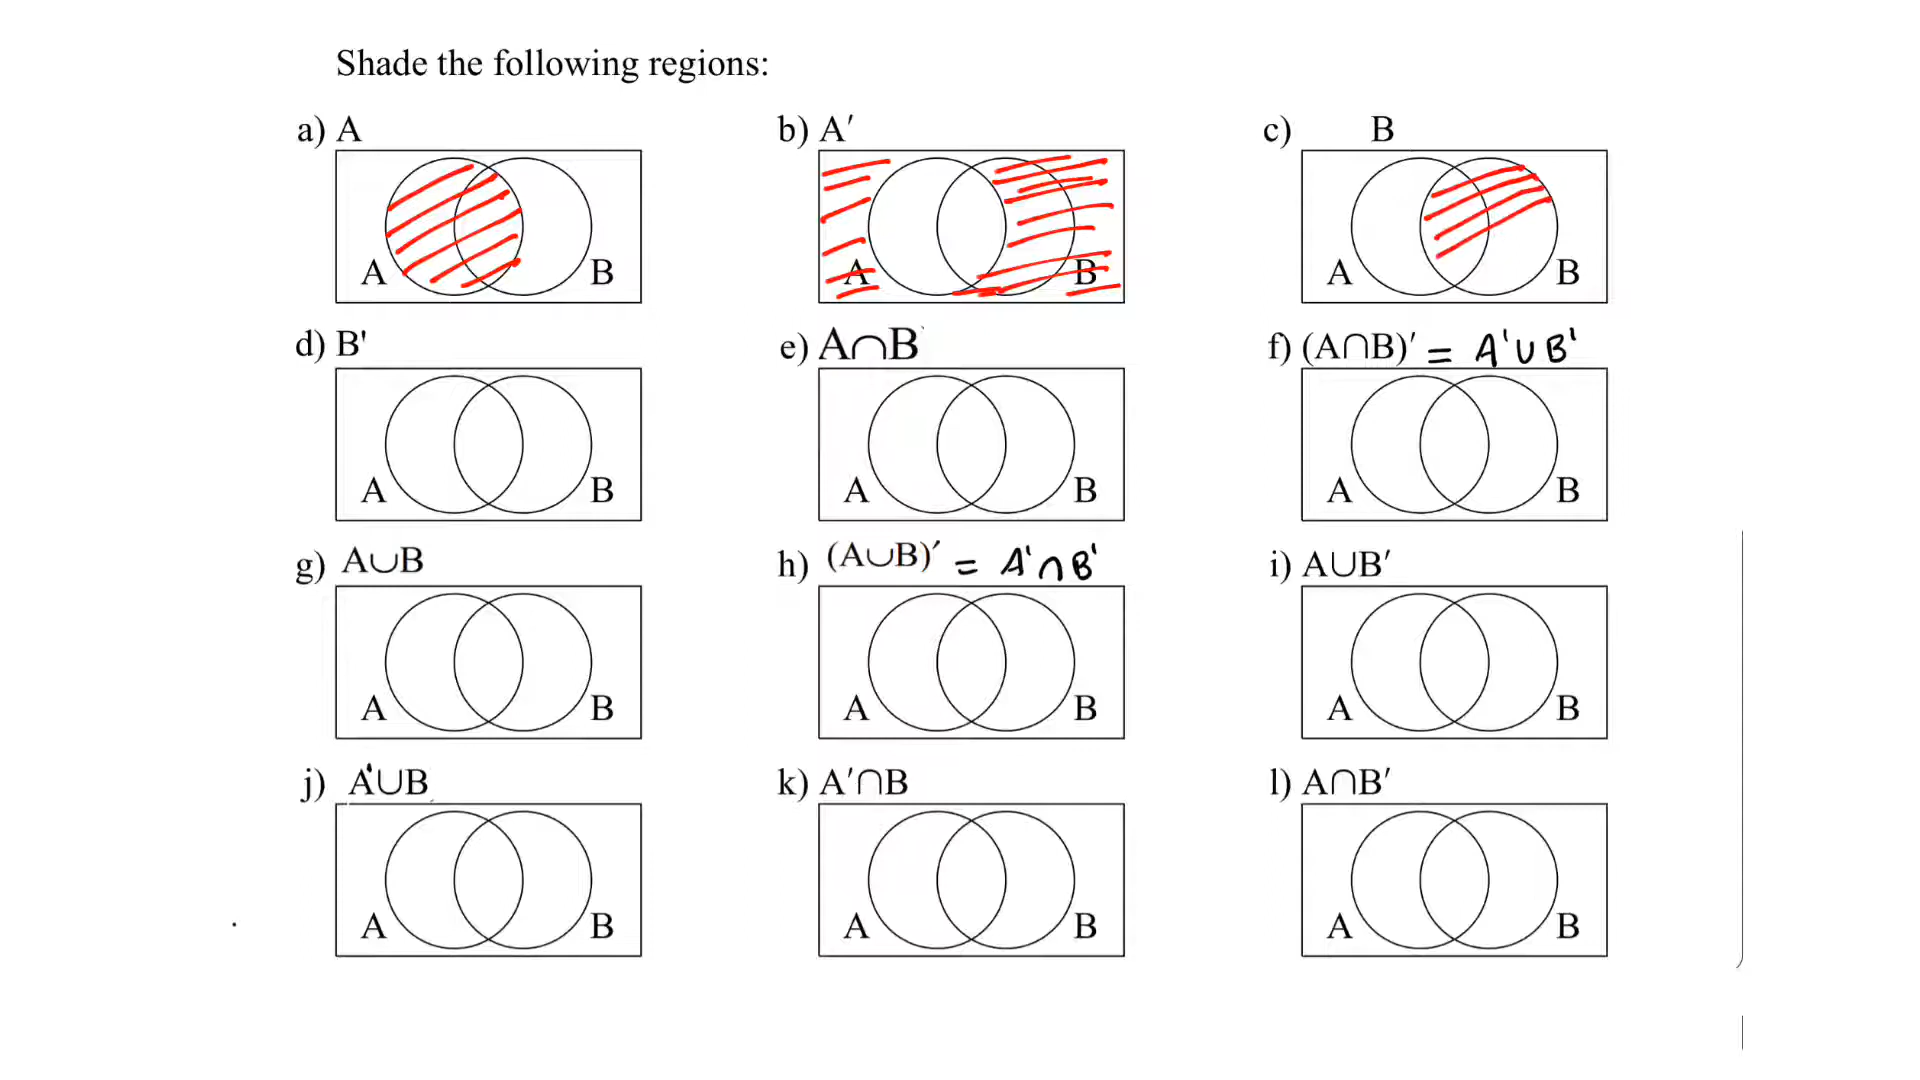 Shade the following regions:
a) A
b) A′
c) B
A B
A B
A B
d) B'
e) A∩B
f) (A∩B)′ = A'∪B'
A B
A B
A B
g) A∪B
h) (A∪B)′ = A'∩B'
i) A∪B′
A B
A B
A B
j) A'∪B
k) A′∩B
l) A∩B′
A B
A B
A B